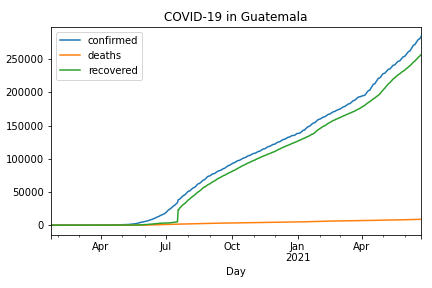 COVID-19 in Guatemala
confirmed
deaths
recovered
250000
200000
150000
100000
50000
0
Apr Jul Oct Jan Apr
2021
Day